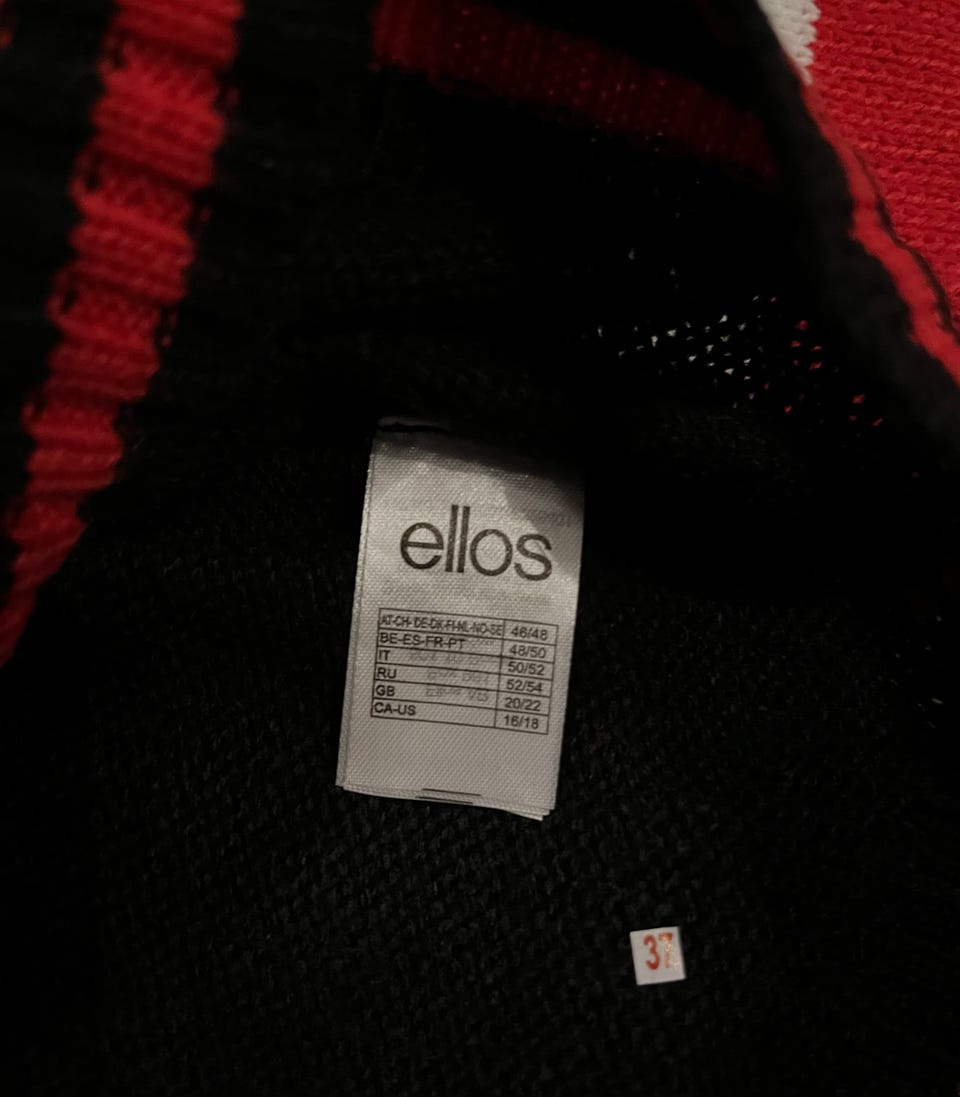 ellos
AT-CH- DE-DK-FI-NL-NO-SE 46/48
BE-ES-FR-PT 48/50
IT 50/52
RU 52/54
GB 20/22
CA-US 16/18
37